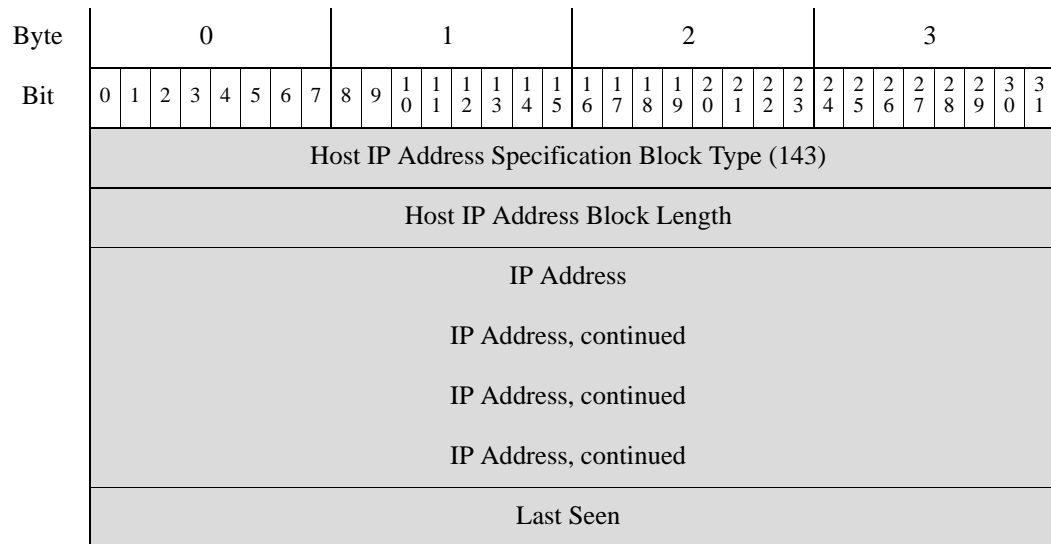 Byte 0 1 2 3
Bit 0 1 2 3 4 5 6 7 8 9 10 11 12 13 14 15 16 17 18 19 20 21 22 23 24 25 26 27 28 29 30 31
Host IP Address Specification Block Type (143)
Host IP Address Block Length
IP Address
IP Address, continued
IP Address, continued
IP Address, continued
Last Seen